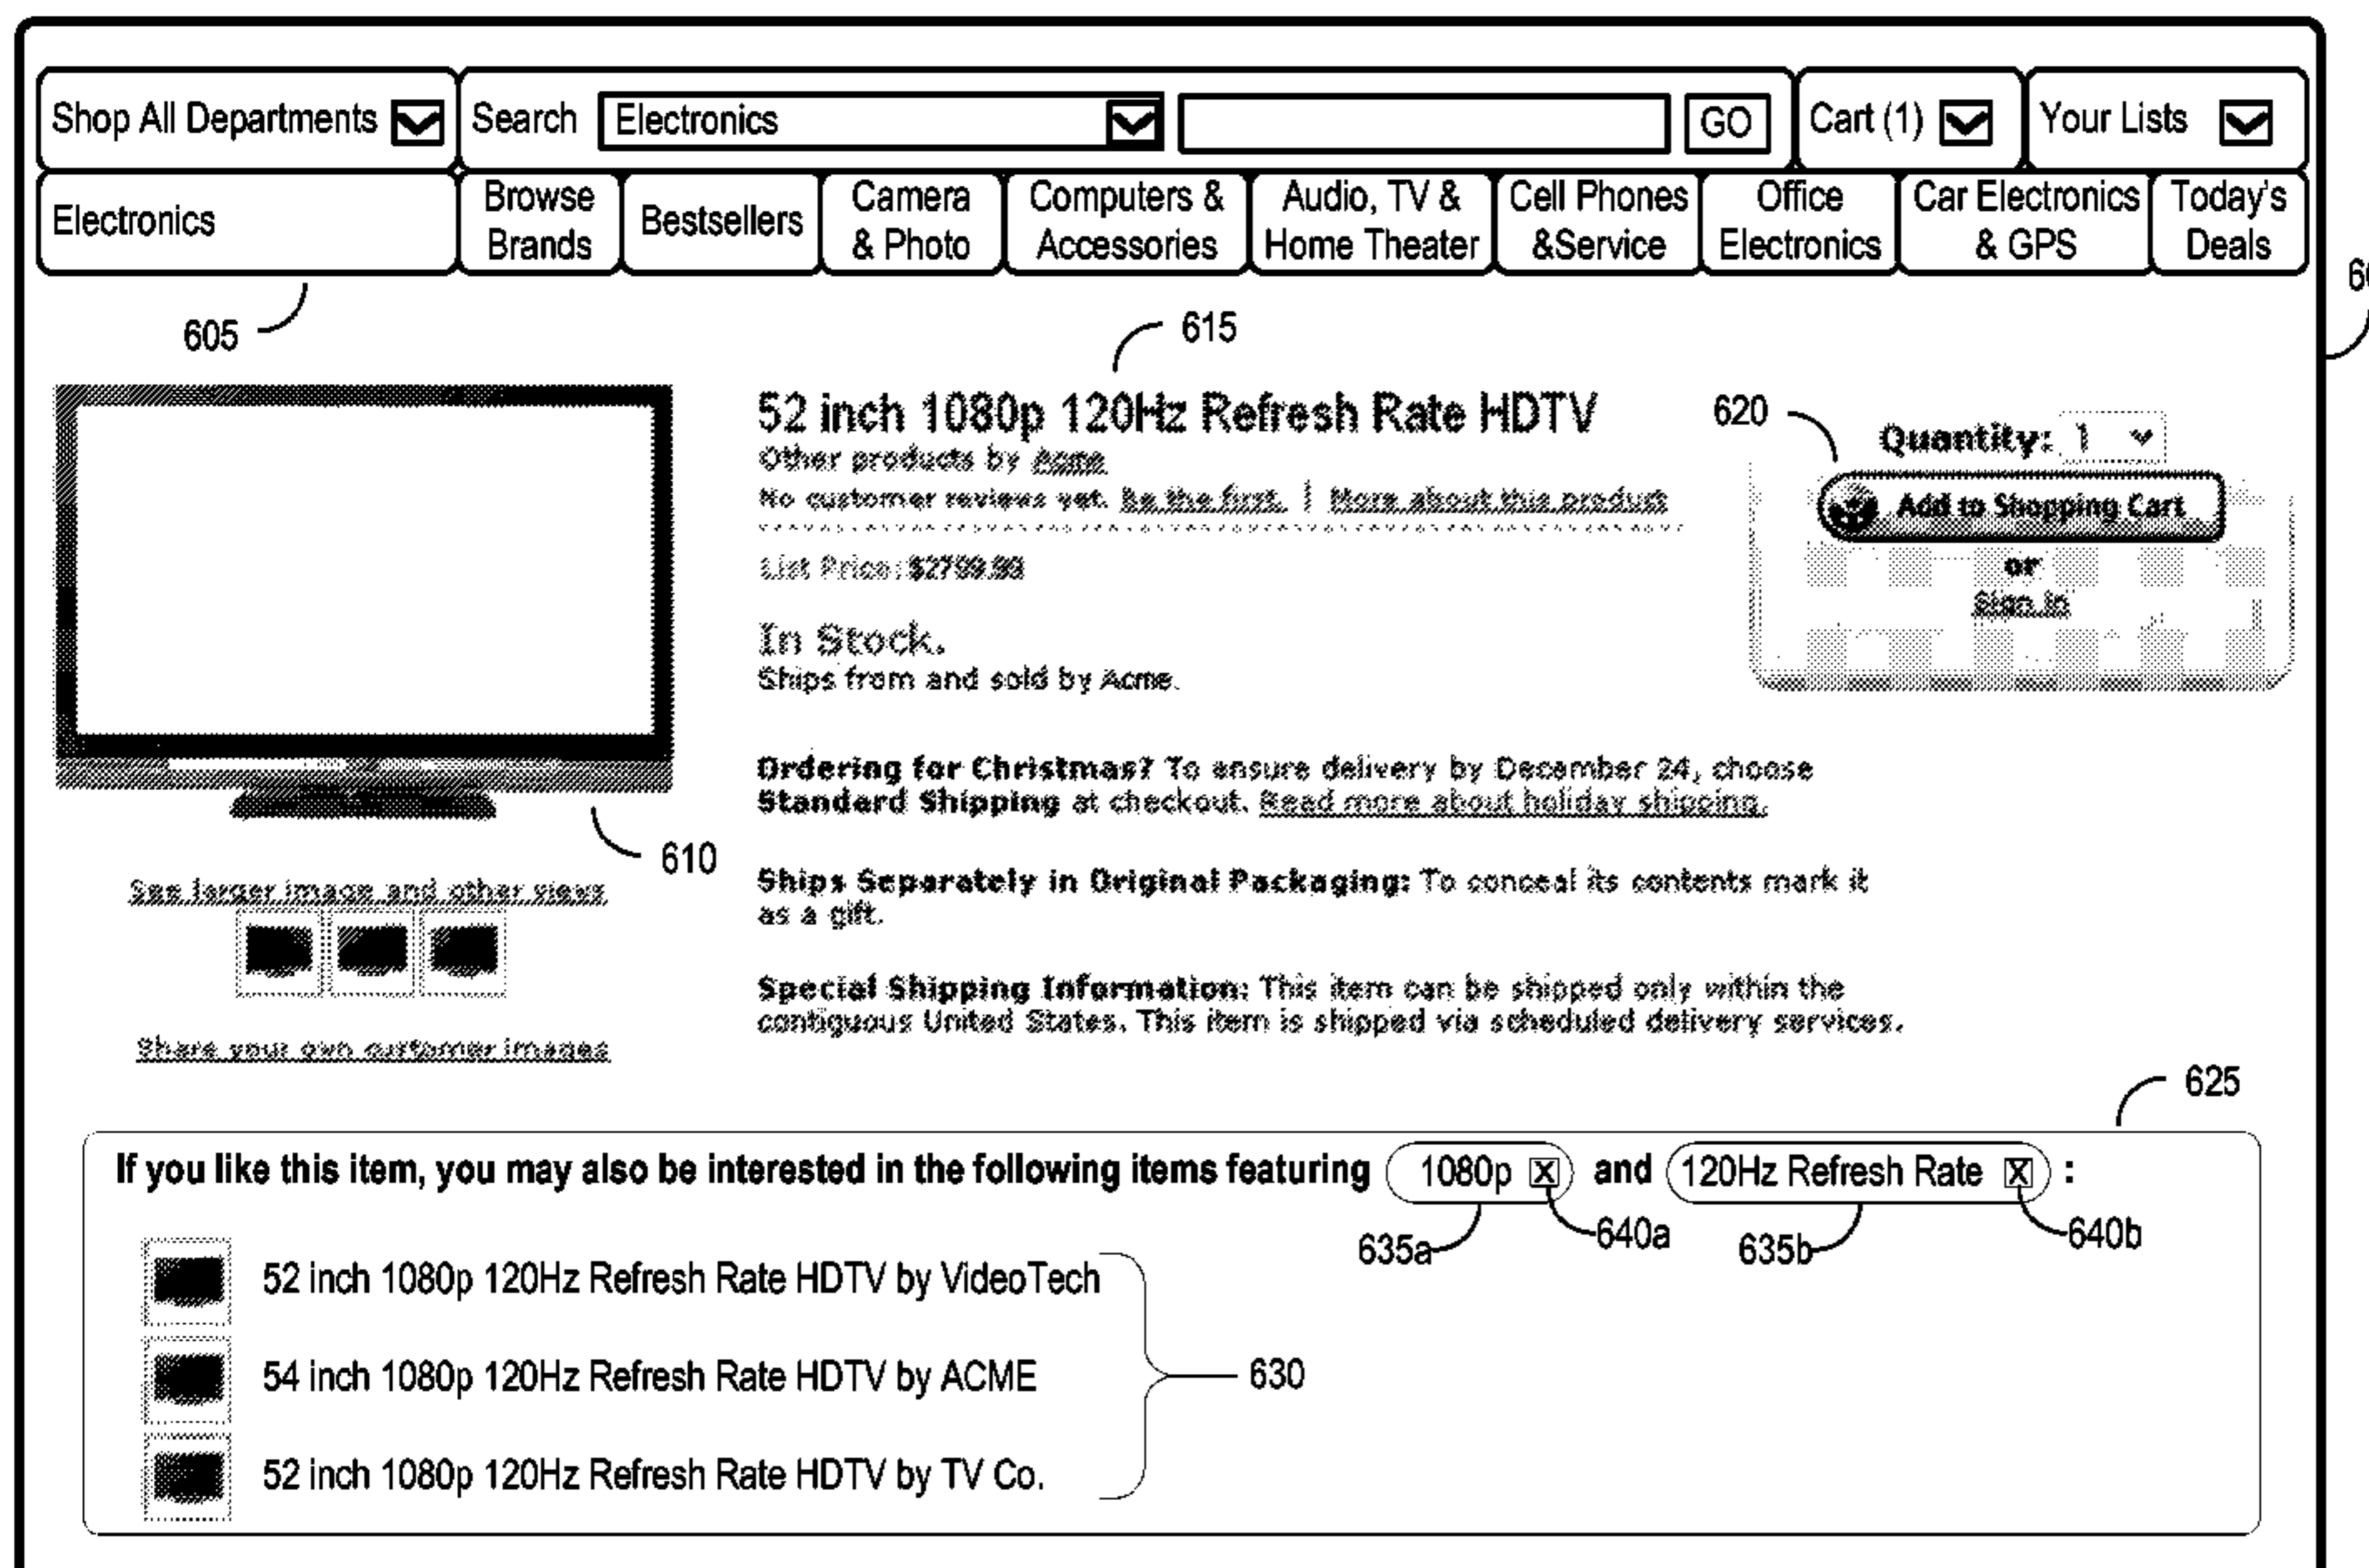 Shop All Departments Search Electronics GO Cart (1) Your Lists
Electronics Browse Brands Bestsellers Camera & Photo Computers & Accessories Audio, TV & Home Theater Cell Phones &Service Office Electronics Car Electronics & GPS Today's Deals
605
615
52 inch 1080p 120Hz Refresh Rate HDTV
Other products by Acme
No customer reviews yet. Be the first. | More about this product
List Price:
In Stock.
Ships from and sold by Acme.
620
Quantity: 1
Add to Shopping Cart
or
Sign in
Ordering for Christmas? To ensure delivery by December 24, choose
Standard Shipping at checkout. Read more about holiday shipping.
610
See larger image and other views
Ships Separately in Original Packaging: To conceal its contents mark it
as a gift.
Special Shipping Information: This item can be shipped only within the
contiguous United States. This item is shipped via scheduled delivery services.
Share your own customer images
625
If you like this item, you may also be interested in the following items featuring 1080p X and 120Hz Refresh Rate X :
635a 640a 635b 640b
52 inch 1080p 120Hz Refresh Rate HDTV by VideoTech
54 inch 1080p 120Hz Refresh Rate HDTV by ACME
630
52 inch 1080p 120Hz Refresh Rate HDTV by TV Co.